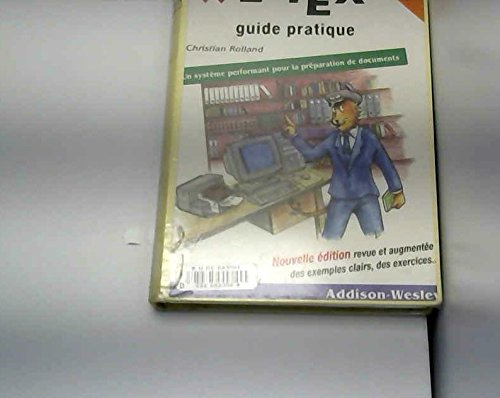 guide pratique
Christian Rolland
Un système performant pour la préparation de documents
Nouvelle édition revue et augmentée
des exemples clairs, des exercices..
Addison-Wesley